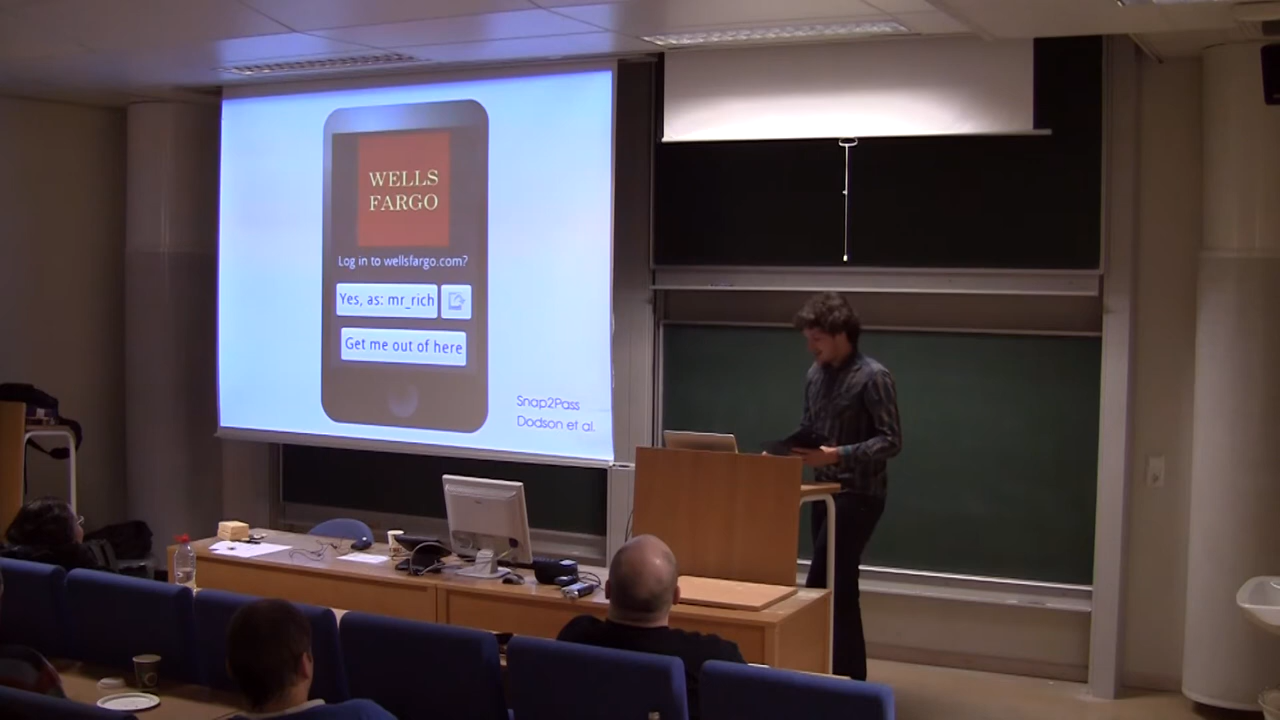 WELLS
FARGO
Log in to wellsfargo.com?
Yes, as: mr_rich
Get me out of here
Snap2Pass
Dodson et al.